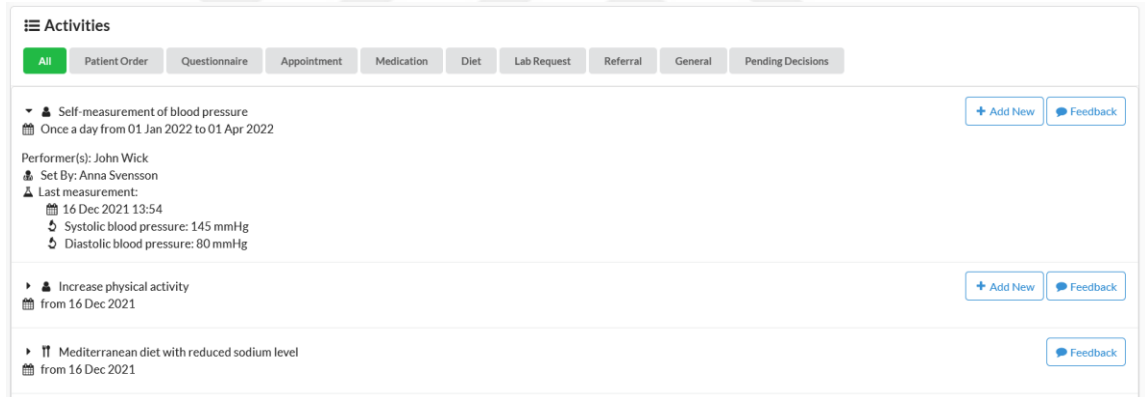 Activities
All Patient Order Questionnaire Appointment Medication Diet Lab Request Referral General Pending Decisions
Self-measurement of blood pressure + Add New Feedback
Once a day from 01 Jan 2022 to 01 Apr 2022
Performer(s): John Wick
Set By: Anna Svensson
Last measurement:
16 Dec 2021 13:54
Systolic blood pressure: 145 mmHg
Diastolic blood pressure: 80 mmHg
Increase physical activity + Add New Feedback
from 16 Dec 2021
Mediterranean diet with reduced sodium level Feedback
from 16 Dec 2021